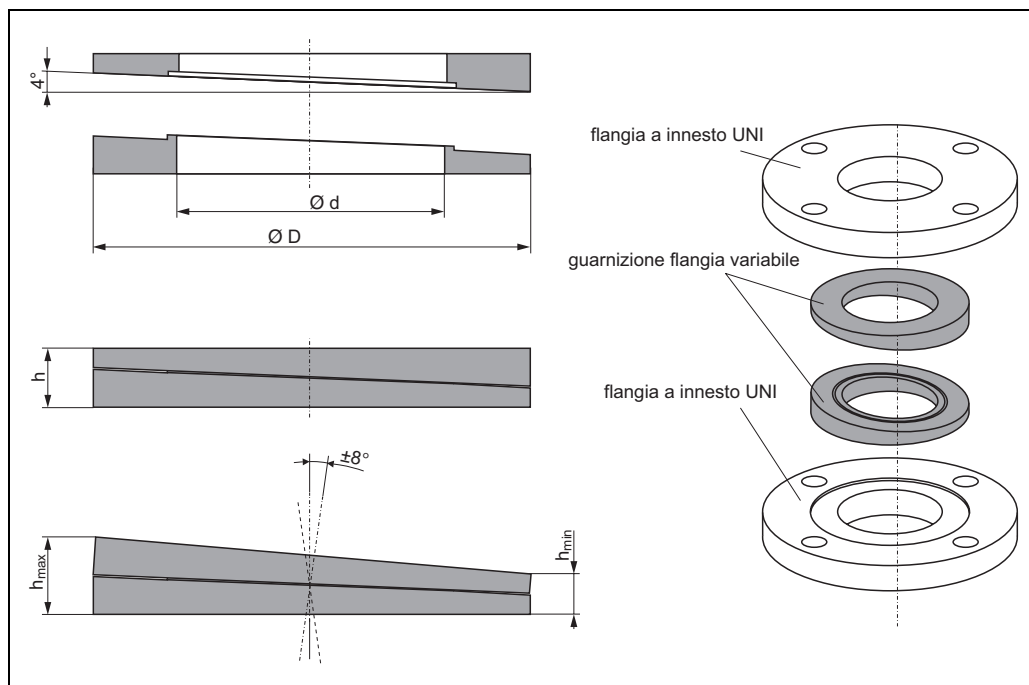 4°
Ø d
Ø D
h
±8°
hmax
hmin
flangia a innesto UNI
guarnizione flangia variabile
flangia a innesto UNI